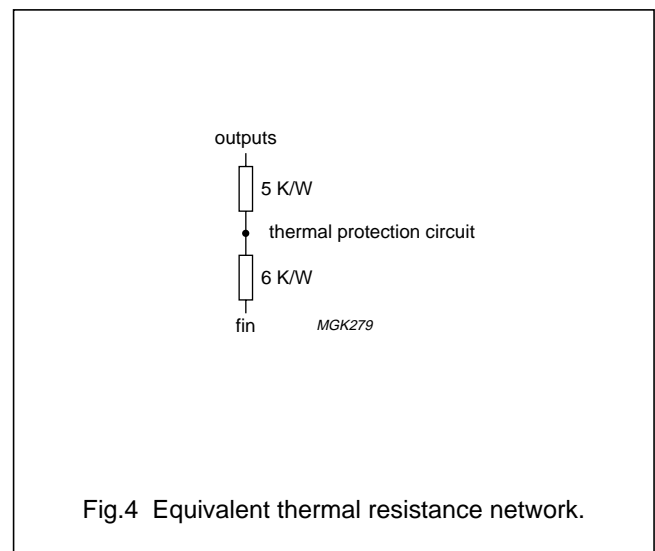 outputs
5 K/W
thermal protection circuit
6 K/W
fin MGK279
Fig.4 Equivalent thermal resistance network.